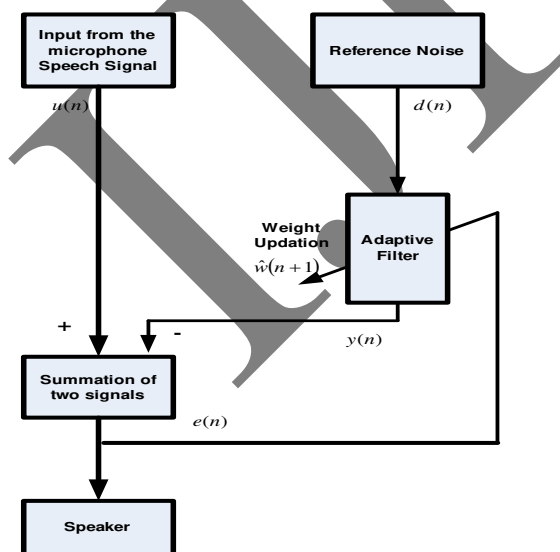 Input from the
microphone
Speech Signal
Reference Noise
u(n)
d(n)
Weight
Updation
ŵ(n + 1)
Adaptive
Filter
+
-
y(n)
Summation of
two signals
e(n)
Speaker